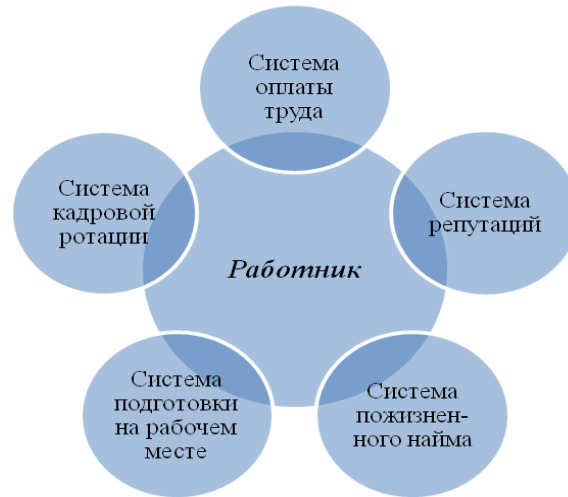 Система
оплаты
труда
Система
кадровой
ротации
Система
репутаций
Работник
Система
подготовки
на рабочем
месте
Система
пожизнен-
ного найма